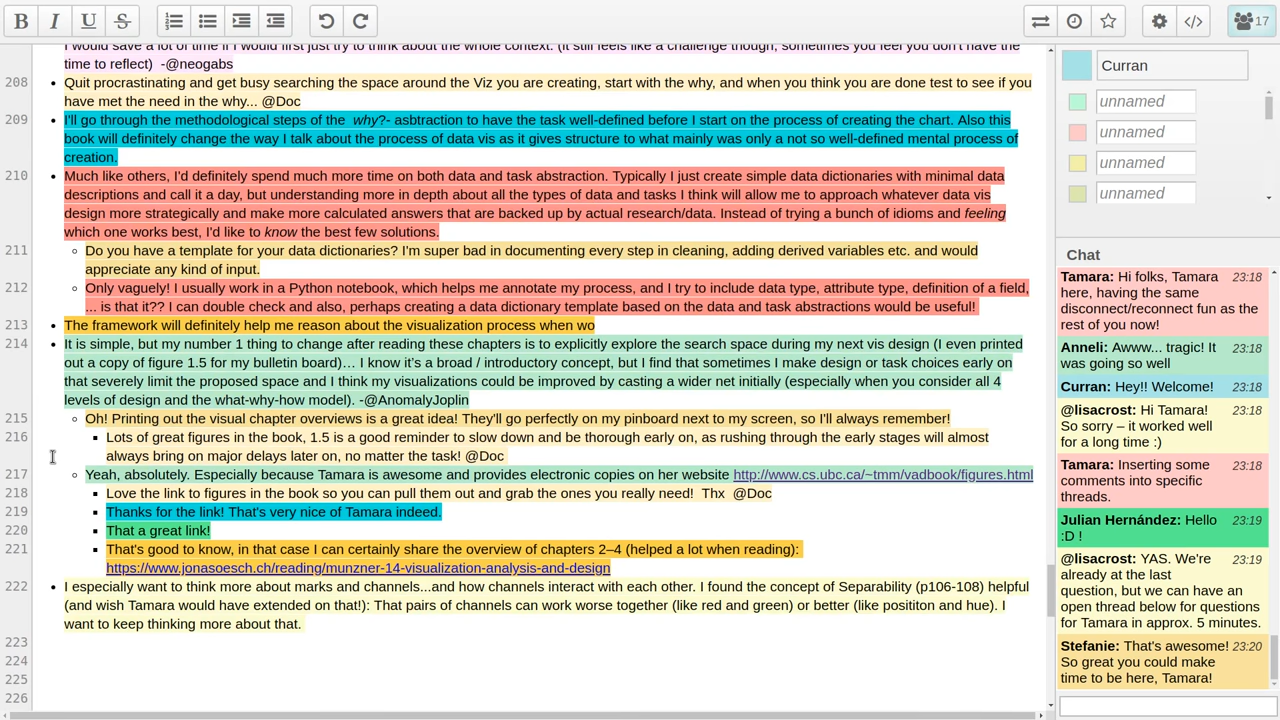 B I U S
17
I would save a lot of time if I would first just try to think about the whole context. (it still feels like a challenge though, sometimes you feel you don't have the
time to reflect)  -@neogabs
208 • Quit procrastinating and get busy searching the space around the Viz you are creating, start with the why, and when you think you are done test to see if you
have met the need in the why... @Doc
209 • I'll go through the methodological steps of the  why?- asbtraction to have the task well-defined before I start on the process of creating the chart. Also this
book will definitely change the way I talk about the process of data vis as it gives structure to what mainly was only a not so well-defined mental process of
creation.
210 • Much like others, I'd definitely spend much more time on both data and task abstraction. Typically I just create simple data dictionaries with minimal data
descriptions and call it a day, but understanding more in depth about all the types of data and tasks I think will allow me to approach whatever data vis
design more strategically and make more calculated answers that are backed up by actual research/data. Instead of trying a bunch of idioms and feeling
which one works best, I'd like to know the best few solutions.
211 ◦ Do you have a template for your data dictionaries? I'm super bad in documenting every step in cleaning, adding derived variables etc. and would
appreciate any kind of input.
212 ◦ Only vaguely! I usually work in a Python notebook, which helps me annotate my process, and I try to include data type, attribute type, definition of a field,
... is that it?? I can double check and also, perhaps creating a data dictionary template based on the data and task abstractions would be useful!
213 • The framework will definitely help me reason about the visualization process when wo
214 • It is simple, but my number 1 thing to change after reading these chapters is to explicitly explore the search space during my next vis design (I even printed
out a copy of figure 1.5 for my bulletin board)… I know it's a broad / introductory concept, but I find that sometimes I make design or task choices early on
that severely limit the proposed space and I think my visualizations could be improved by casting a wider net initially (especially when you consider all 4
levels of design and the what-why-how model). -@AnomalyJoplin
215 ◦ Oh! Printing out the visual chapter overviews is a great idea! They'll go perfectly on my pinboard next to my screen, so I'll always remember!
216 ▪ Lots of great figures in the book, 1.5 is a good reminder to slow down and be thorough early on, as rushing through the early stages will almost
always bring on major delays later on, no matter the task! @Doc
217 ◦ Yeah, absolutely. Especially because Tamara is awesome and provides electronic copies on her website http://www.cs.ubc.ca/~tmm/vadbook/figures.html
218 ▪ Love the link to figures in the book so you can pull them out and grab the ones you really need!  Thx  @Doc
219 ▪ Thanks for the link! That's very nice of Tamara indeed.
220 ▪ That a great link!
221 ▪ That's good to know, in that case I can certainly share the overview of chapters 2–4 (helped a lot when reading):
https://www.jonasoesch.ch/reading/munzner-14-visualization-analysis-and-design
222 • I especially want to think more about marks and channels...and how channels interact with each other. I found the concept of Separability (p106-108) helpful
(and wish Tamara would have extended on that!): That pairs of channels can work worse together (like red and green) or better (like posititon and hue). I
want to keep thinking more about that.
223
224
225
226
Curran
unnamed
unnamed
unnamed
unnamed
Chat
Tamara: Hi folks, Tamara 23:18
here, having the same
disconnect/reconnect fun as the
rest of you now!
Anneli: Awww... tragic! It 23:18
was going so well
Curran: Hey!! Welcome! 23:18
@lisacrost: Hi Tamara! 23:18
So sorry – it worked well
for a long time :)
Tamara: Inserting some 23:18
comments into specific
threads.
Julian Hernández: Hello 23:19
:D !
@lisacrost: YAS. We're 23:19
already at the last
question, but we can have an
open thread below for questions
for Tamara in approx. 5 minutes.
Stefanie: That's awesome! 23:20
So great you could make
time to be here, Tamara!